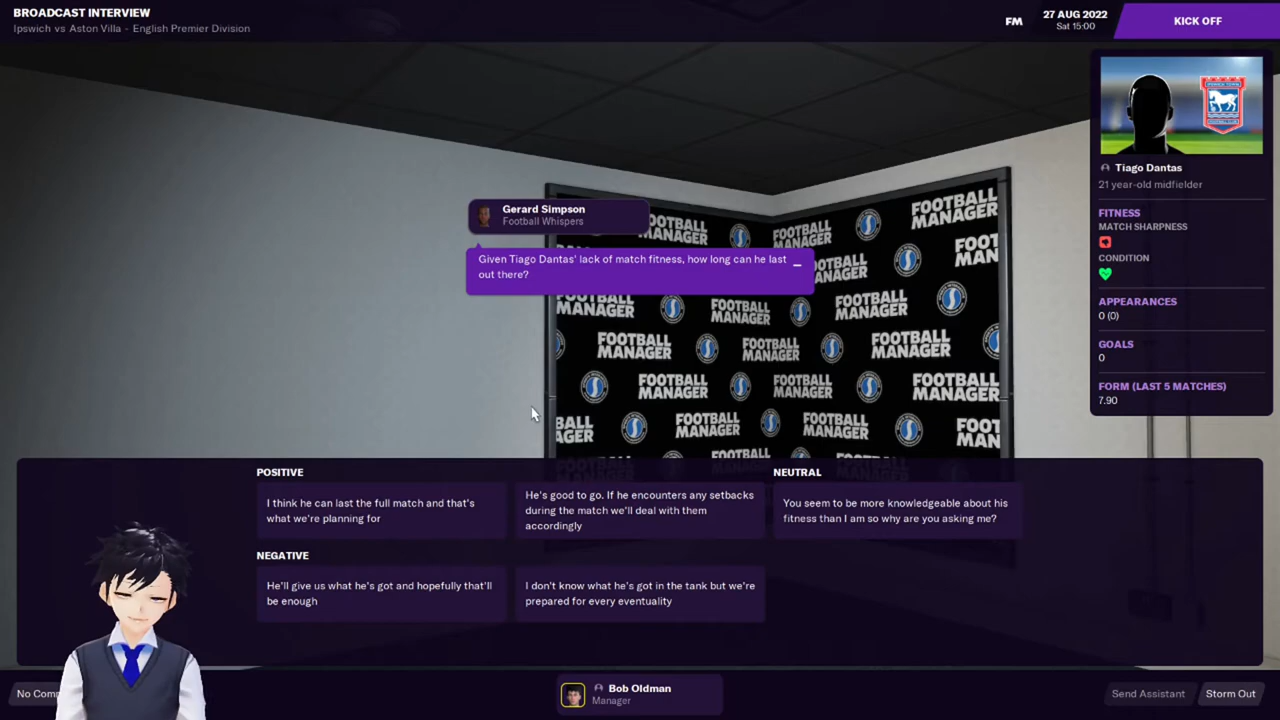 BROADCAST INTERVIEW
Ipswich vs Aston Villa - English Premier Division
FM
27 AUG 2022
Sat 15:00
KICK OFF
Tiago Dantas
21 year-old midfielder
FITNESS
MATCH SHARPNESS
CONDITION
APPEARANCES
0 (0)
GOALS
0
FORM (LAST 5 MATCHES)
7.90
Gerard Simpson
Football Whispers
Given Tiago Dantas' lack of match fitness, how long can he last
out there?
FOOTBALL
MANAGER
POSITIVE
I think he can last the full match and that's
what we're planning for
He's good to go. If he encounters any setbacks
during the match we'll deal with them
accordingly
NEUTRAL
You seem to be more knowledgeable about his
fitness than I am so why are you asking me?
NEGATIVE
He'll give us what he's got and hopefully that'll
be enough
I don't know what he's got in the tank but we're
prepared for every eventuality
No Com
Bob Oldman
Manager
Send Assistant
Storm Out